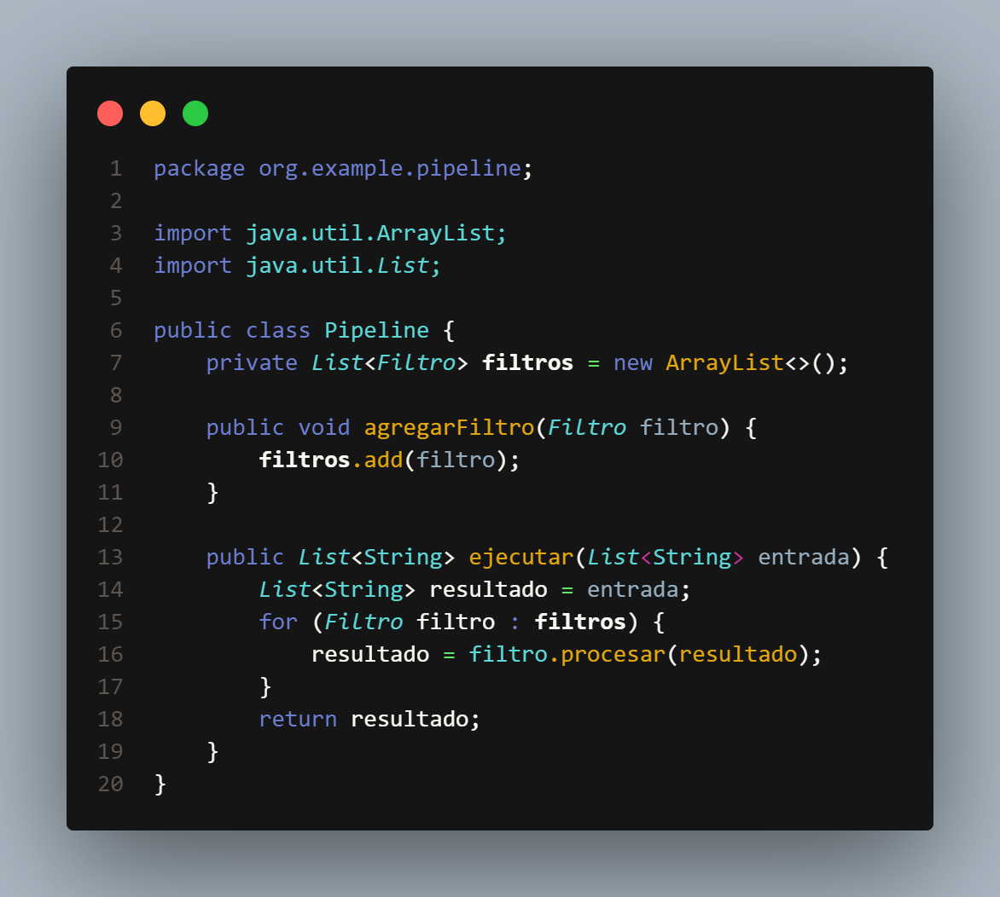 1 package org.example.pipeline;
2
3 import java.util.ArrayList;
4 import java.util.List;
5
6 public class Pipeline {
7     private List<Filtro> filtros = new ArrayList<>();
8
9     public void agregarFiltro(Filtro filtro) {
10         filtros.add(filtro);
11     }
12
13     public List<String> ejecutar(List<String> entrada) {
14         List<String> resultado = entrada;
15         for (Filtro filtro : filtros) {
16             resultado = filtro.procesar(resultado);
17         }
18         return resultado;
19     }
20 }